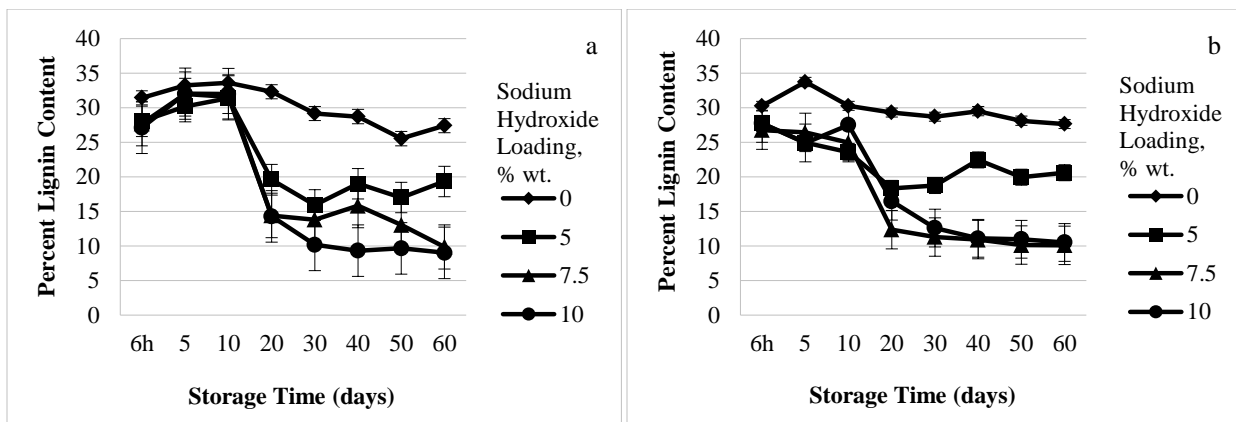 a
40
35
30
25
20
15
10
5
0
Percent Lignin Content
6h 5 10 20 30 40 50 60
Storage Time (days)
Sodium
Hydroxide
Loading,
% wt.
0
5
7.5
10
b
40
35
30
25
20
15
10
5
0
Percent Lignin Content
6h 5 10 20 30 40 50 60
Storage Time (days)
Sodium
Hydroxide
Loading,
% wt.
0
5
7.5
10